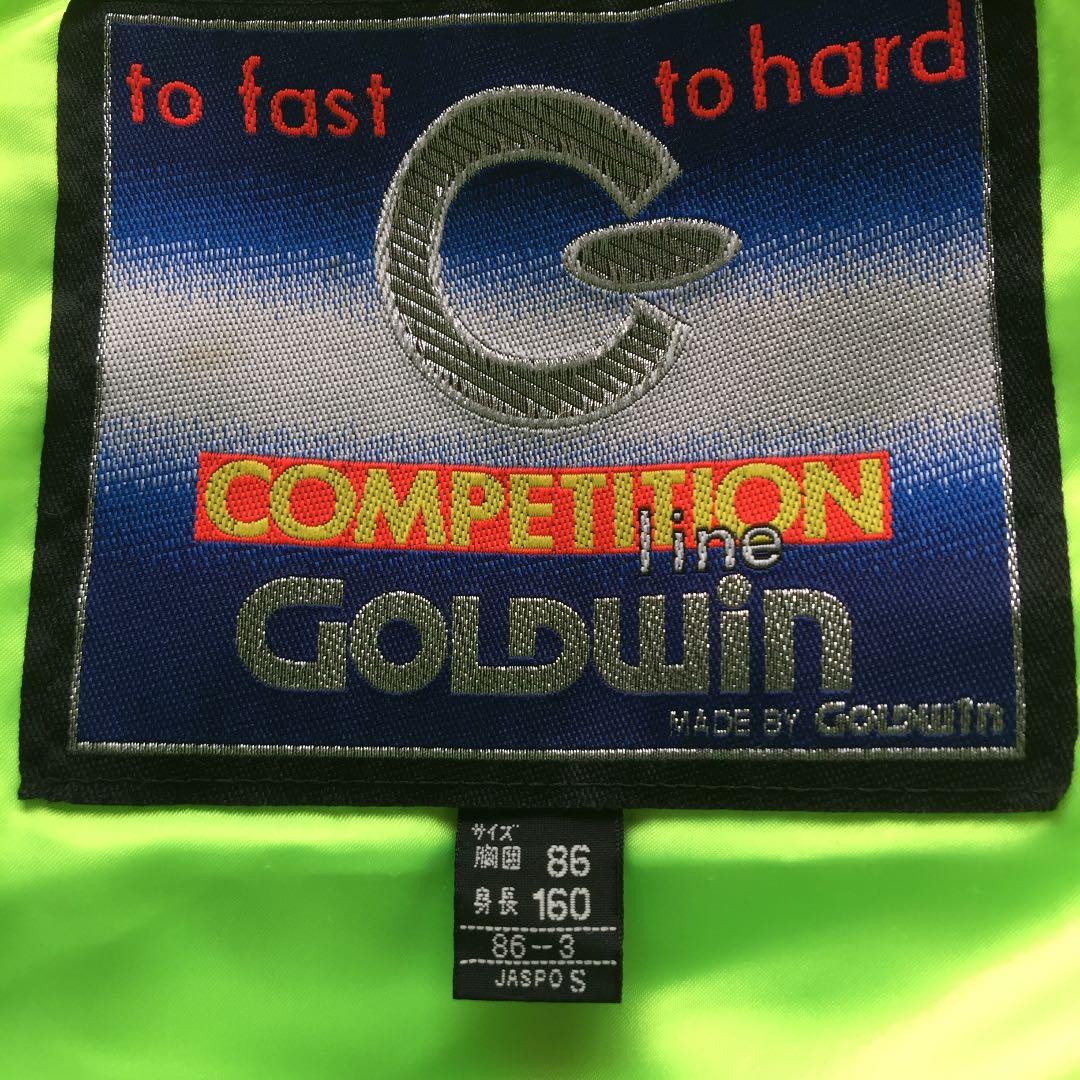 to fast to hard
COMPETITION
line
GOLDWin
MADE BY GOLDWin
サイズ
胸囲 86
身長 160
86-3
JASPO S